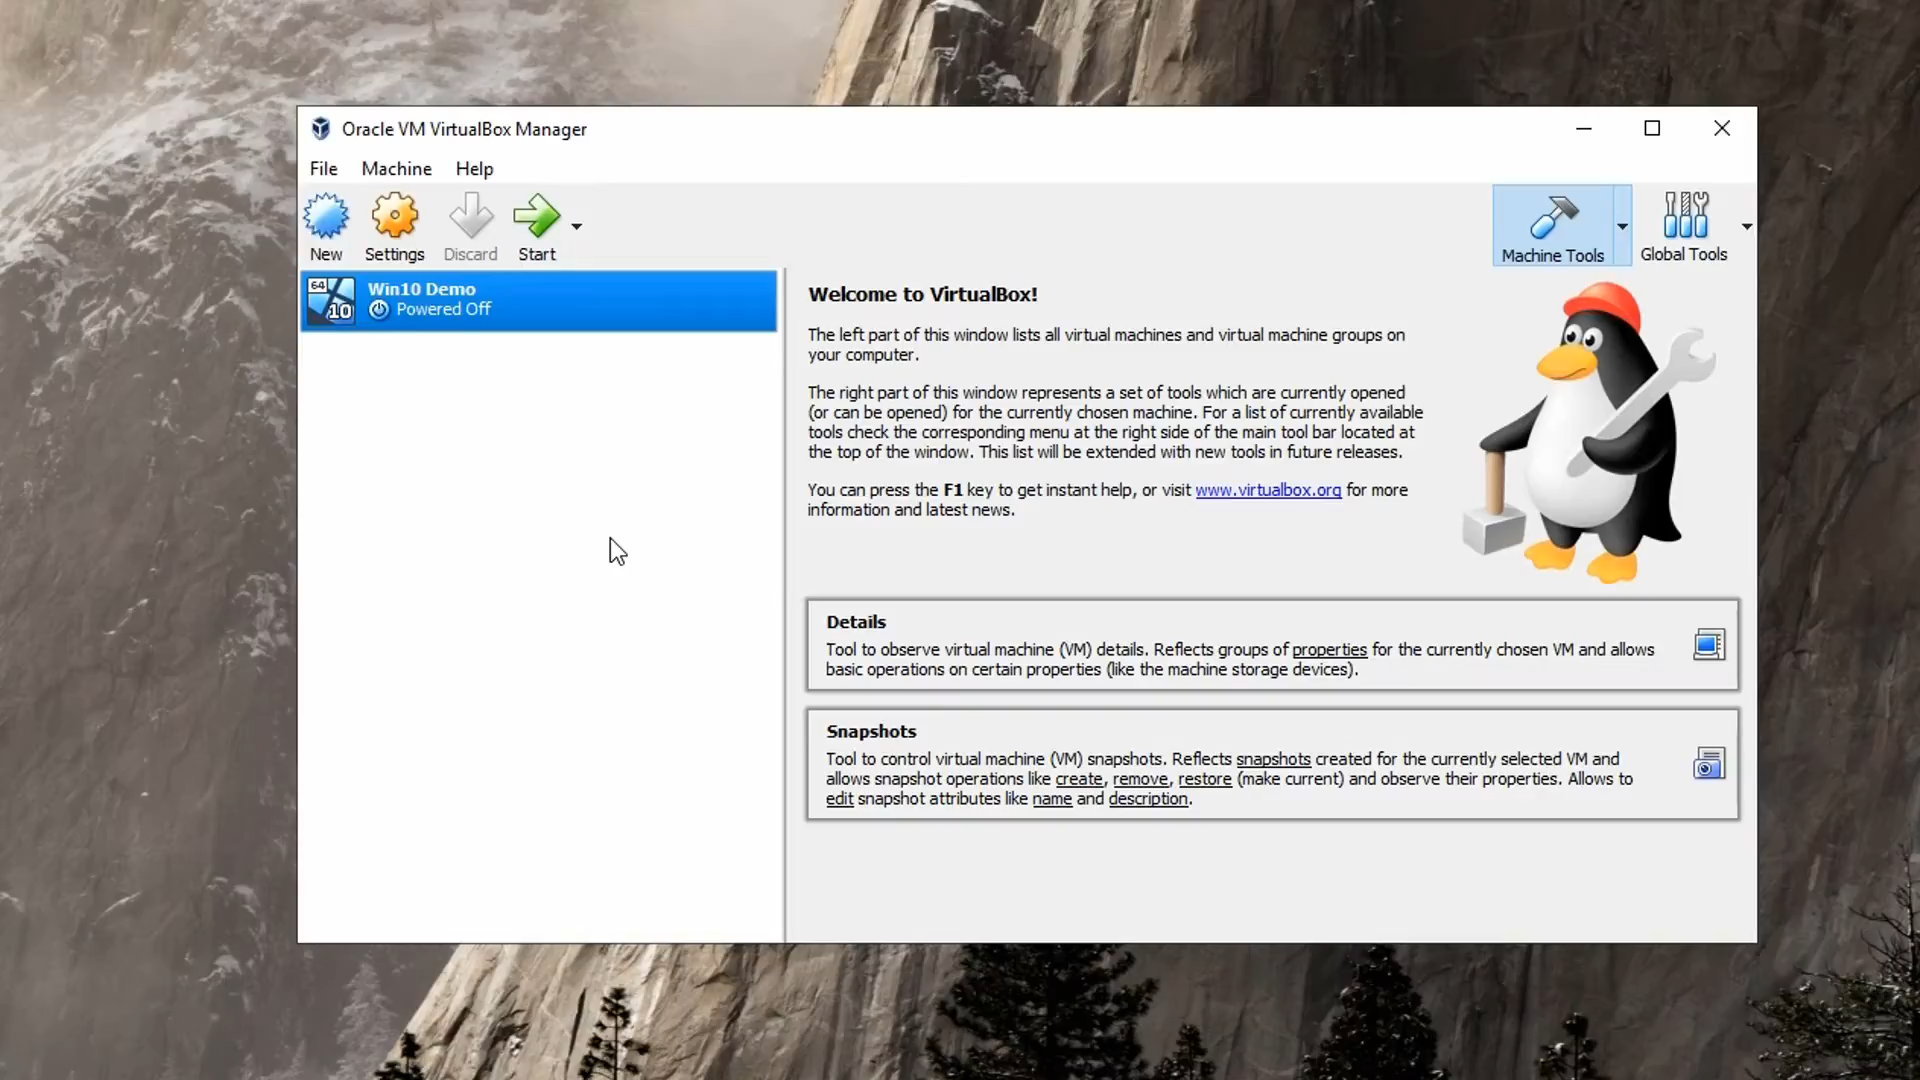 Oracle VM VirtualBox Manager
File Machine Help
New Settings Discard Start
Machine Tools Global Tools
64
10
Win10 Demo
Powered Off
Welcome to VirtualBox!
The left part of this window lists all virtual machines and virtual machine groups on
your computer.
The right part of this window represents a set of tools which are currently opened
(or can be opened) for the currently chosen machine. For a list of currently available
tools check the corresponding menu at the right side of the main tool bar located at
the top of the window. This list will be extended with new tools in future releases.
You can press the F1 key to get instant help, or visit www.virtualbox.org for more
information and latest news.
Details
Tool to observe virtual machine (VM) details. Reflects groups of properties for the currently chosen VM and allows
basic operations on certain properties (like the machine storage devices).
Snapshots
Tool to control virtual machine (VM) snapshots. Reflects snapshots created for the currently selected VM and
allows snapshot operations like create, remove, restore (make current) and observe their properties. Allows to
edit snapshot attributes like name and description.